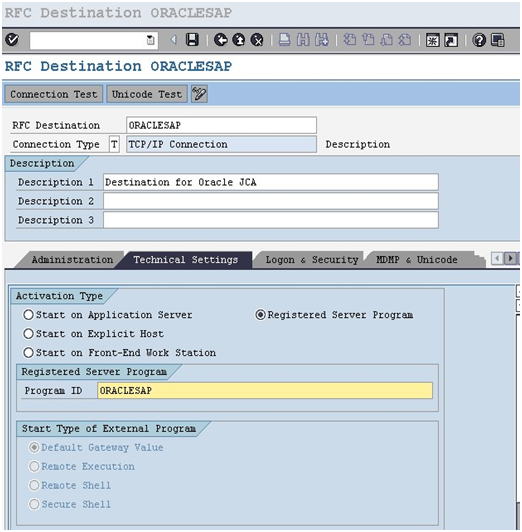 RFC Destination ORACLESAP
RFC Destination ORACLESAP
Connection Test Unicode Test
RFC Destination ORACLESAP
Connection Type T TCP/IP Connection Description
Description
Description 1 Destination for Oracle JCA
Description 2
Description 3
Administration Technical Settings Logon & Security MDMP & Unicode
Activation Type
Start on Application Server Registered Server Program
Start on Explicit Host
Start on Front-End Work Station
Registered Server Program
Program ID ORACLESAP
Start Type of External Program
Default Gateway Value
Remote Execution
Remote Shell
Secure Shell